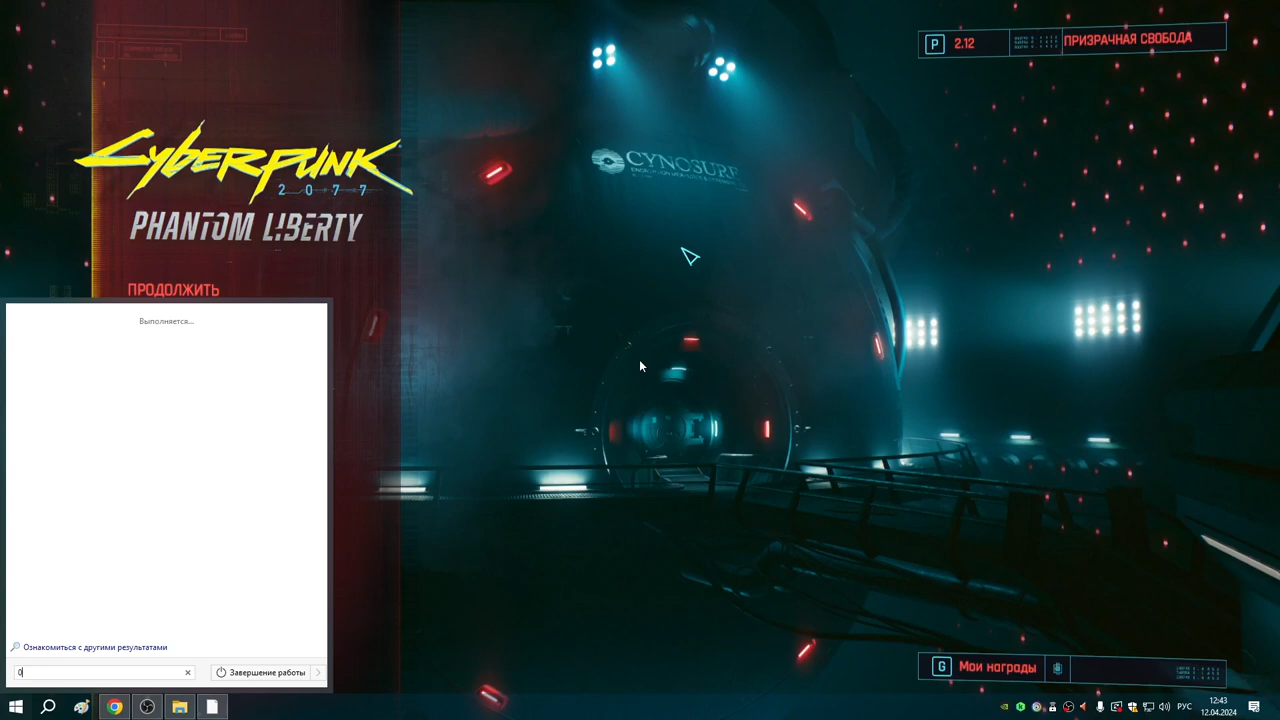 P 2.12 ПРИЗРАЧНАЯ СВОБОДА
CYBERPUNK
2077
PHANTOM LIBERTY
CYNOSURE
ПРОДОЛЖИТЬ
Выполняется...
Ознакомиться с другими результатами
0
Завершение работы
G Мои награды
РУС
12:43
12.04.2024